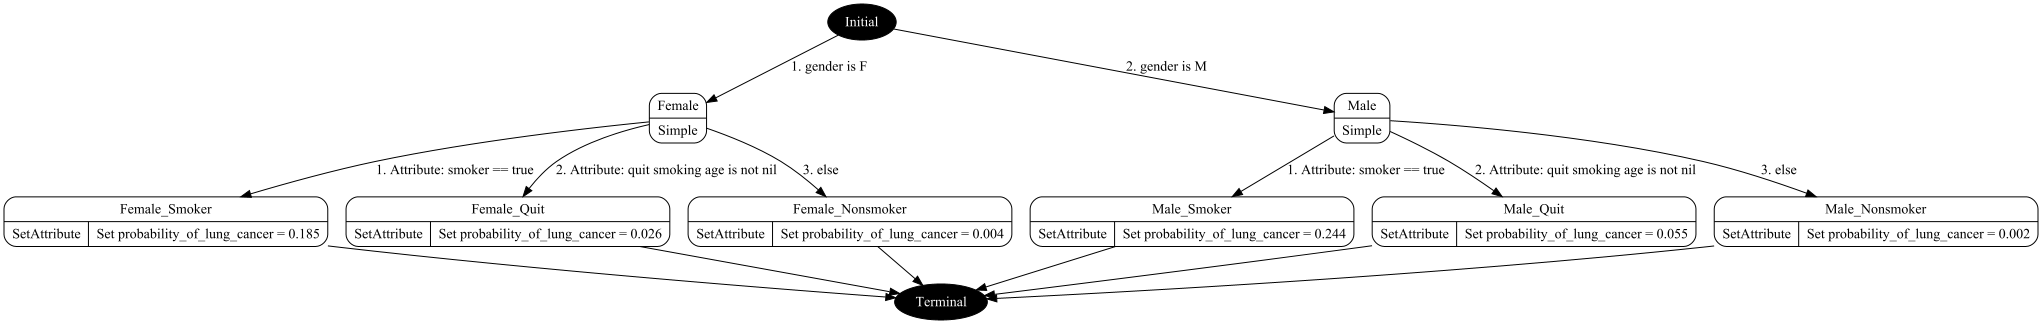 Initial
1. gender is F
2. gender is M
Female
Simple
Male
Simple
1. Attribute: smoker == true
2. Attribute: quit smoking age is not nil
3. else
1. Attribute: smoker == true
2. Attribute: quit smoking age is not nil
3. else
Female_Smoker
SetAttribute Set probability_of_lung_cancer = 0.185
Female_Quit
SetAttribute Set probability_of_lung_cancer = 0.026
Female_Nonsmoker
SetAttribute Set probability_of_lung_cancer = 0.004
Male_Smoker
SetAttribute Set probability_of_lung_cancer = 0.244
Male_Quit
SetAttribute Set probability_of_lung_cancer = 0.055
Male_Nonsmoker
SetAttribute Set probability_of_lung_cancer = 0.002
Terminal